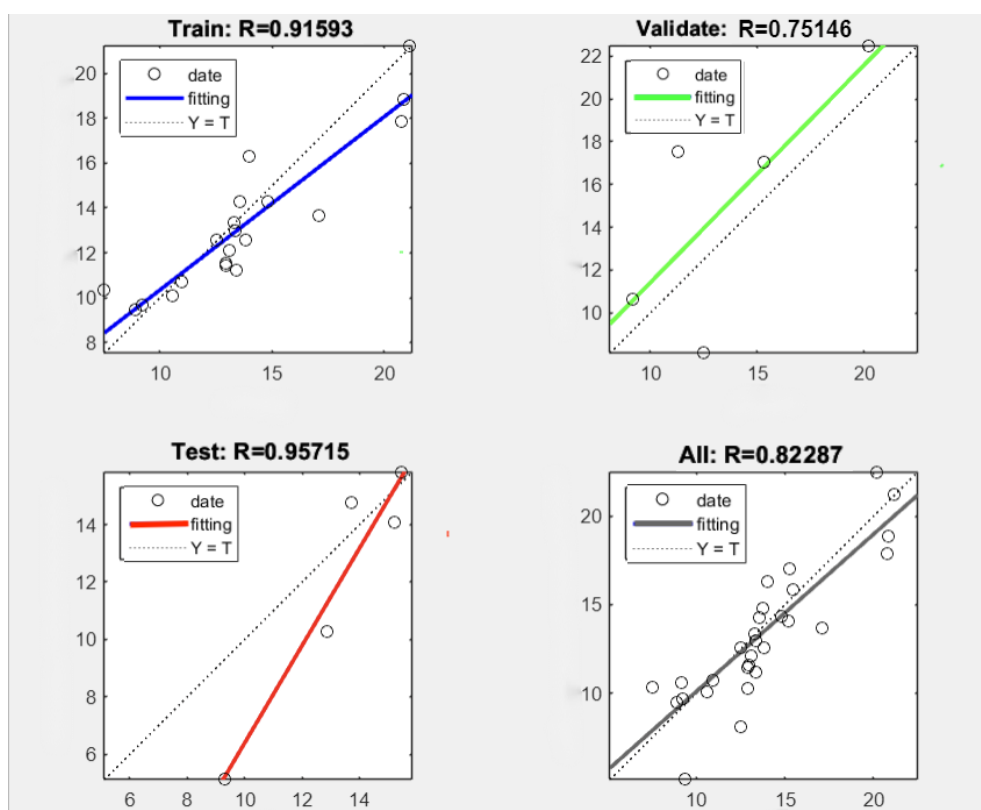 Train: R=0.91593
20
18
16
14
12
10
8
10
15
20
date
fitting
Y = T
Validate: R=0.75146
22
20
18
16
14
12
10
10
15
20
date
fitting
Y = T
Test: R=0.95715
14
12
10
8
6
6
8
10
12
14
date
fitting
Y = T
All: R=0.82287
20
15
10
10
15
20
date
fitting
Y = T